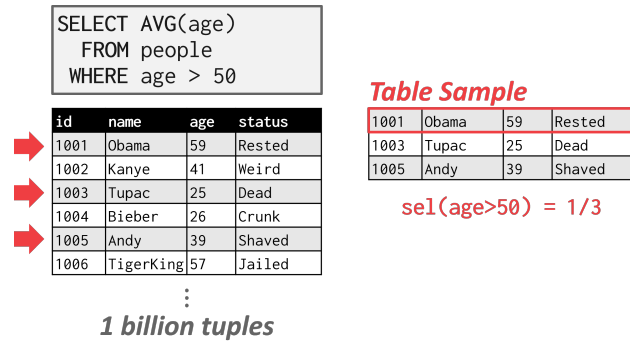 SELECT AVG(age)
FROM people
WHERE age > 50
id name age status
1001 Obama 59 Rested
1002 Kanye 41 Weird
1003 Tupac 25 Dead
1004 Bieber 26 Crunk
1005 Andy 39 Shaved
1006 TigerKing 57 Jailed
⋮
1 billion tuples
Table Sample
1001 Obama 59 Rested
1003 Tupac 25 Dead
1005 Andy 39 Shaved
sel(age>50) = 1/3